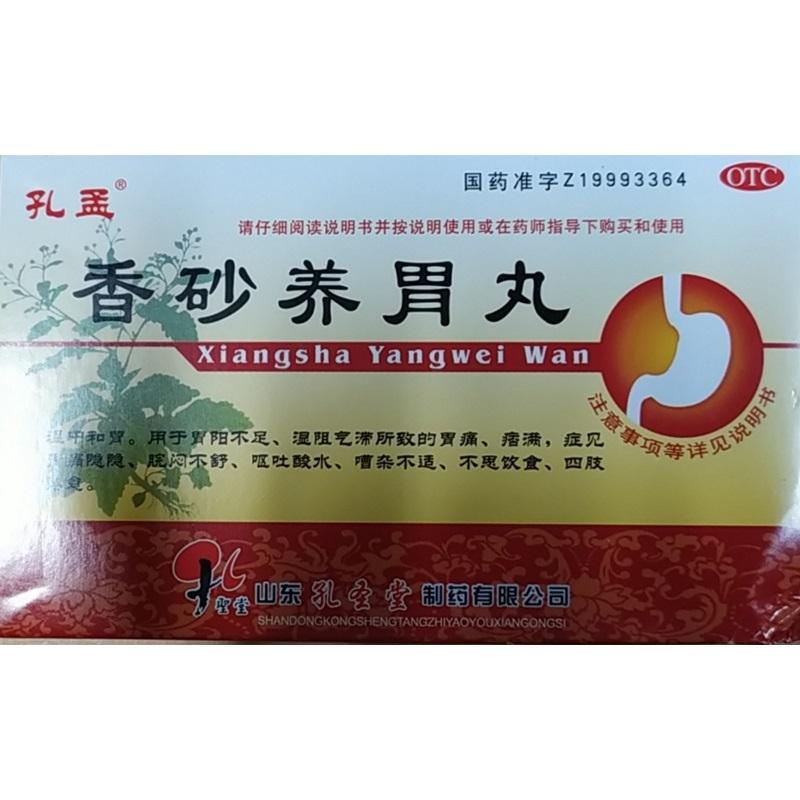 孔孟®
国药准字Z19993364
OTC
请仔细阅读说明书并按说明使用或在药师指导下购买和使用
香砂养胃丸
Xiangsha Yangwei Wan
注意事项等详见说明书
温中和胃。用于胃阳不足、湿阻气滞所致的胃痛、痞满,症见
痛隐隐、脘闷不舒、呕吐酸水、嘈杂不适、不思饮食、四肢
倦。
孔聖堂
山东孔圣堂制药有限公司
SHANDONGKONGSHENGTANGZHIYAOYOUXIANGONGSI